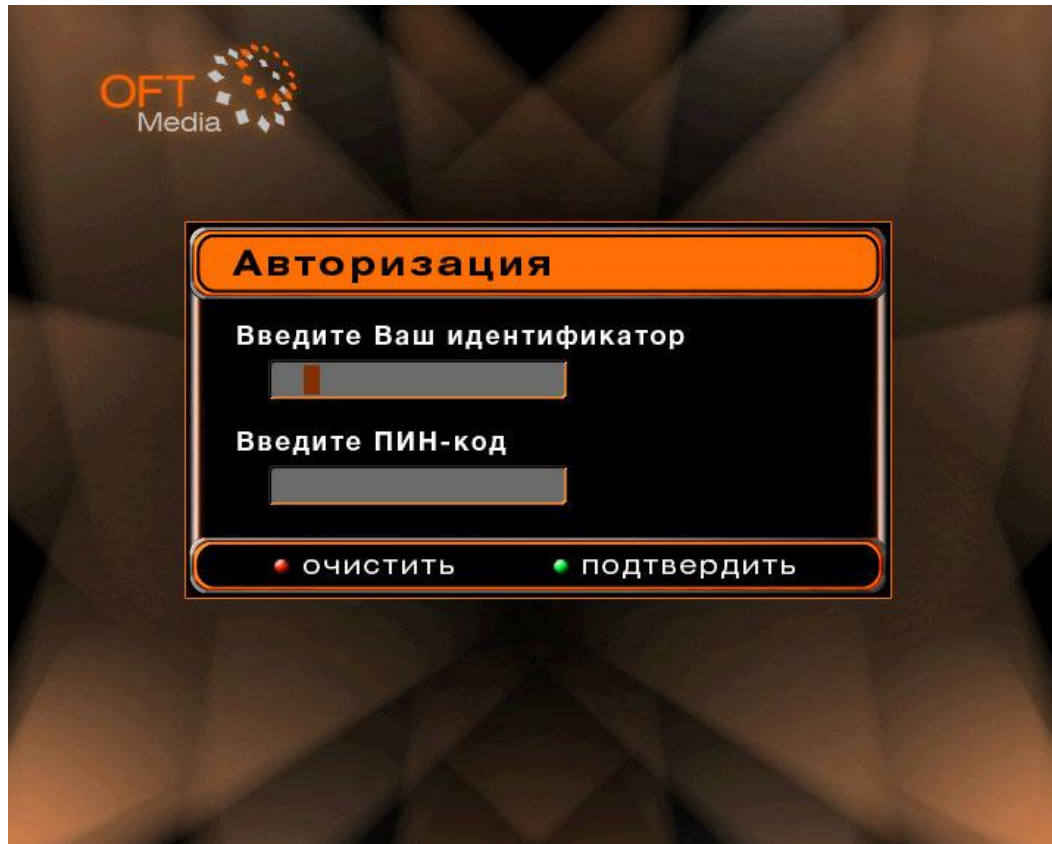 OFT
Media
Авторизация
Введите Ваш идентификатор
Введите ПИН-код
очистить подтвердить